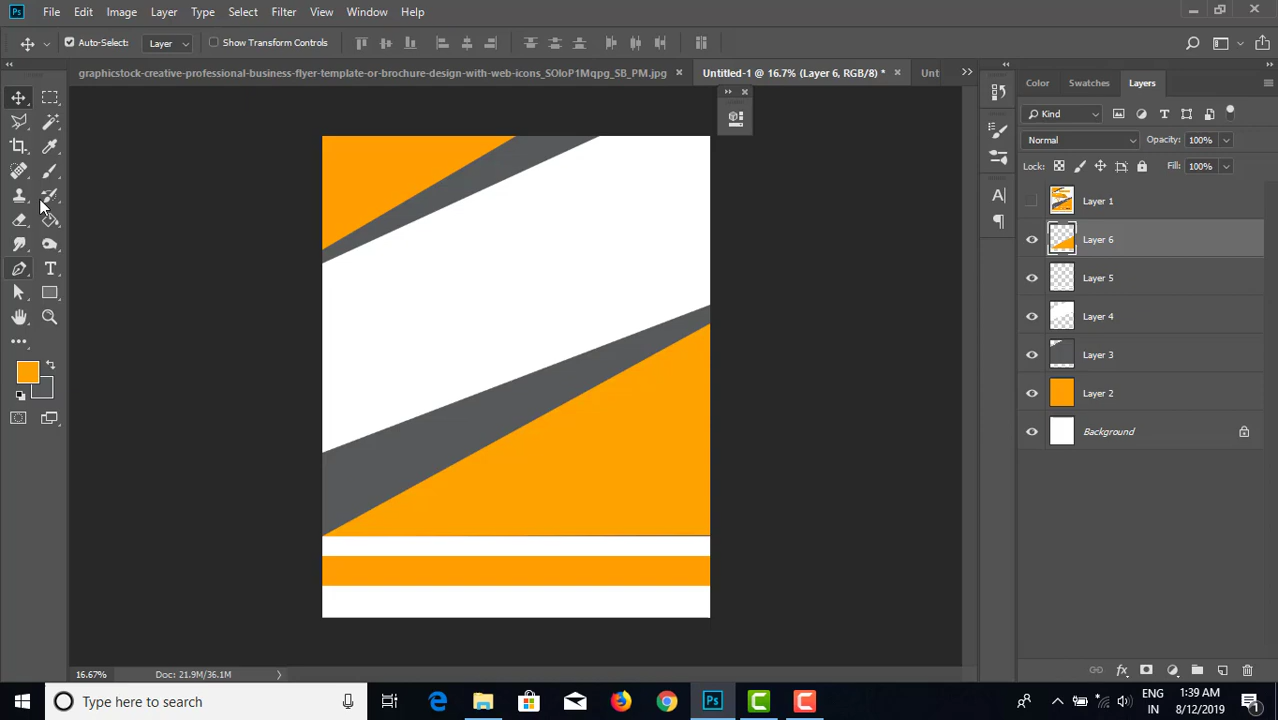 Ps File Edit Image Layer Type Select Filter View Window Help
Auto-Select: Layer Show Transform Controls
graphicstock-creative-professional-business-flyer-template-or-brochure-design-with-web-icons_SOIoP1Mqpg_SB_PM.jpg × Untitled-1 @ 16.7% (Layer 6, RGB/8) * × Unt
Color Swatches Layers
Kind
Normal Opacity: 100%
Lock: Fill: 100%
Layer 1
Layer 6
Layer 5
Layer 4
Layer 3
Layer 2
Background
16.67% Doc: 21.9M/36.1M
Type here to search
ENG
IN
1:39 AM
8/12/2019
1